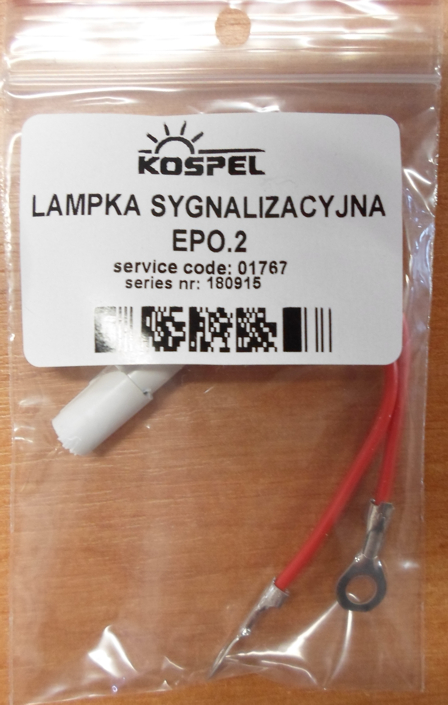 KOSPEL
LAMPKA SYGNALIZACYJNA
EPO.2
service code: 01767
series nr: 180915